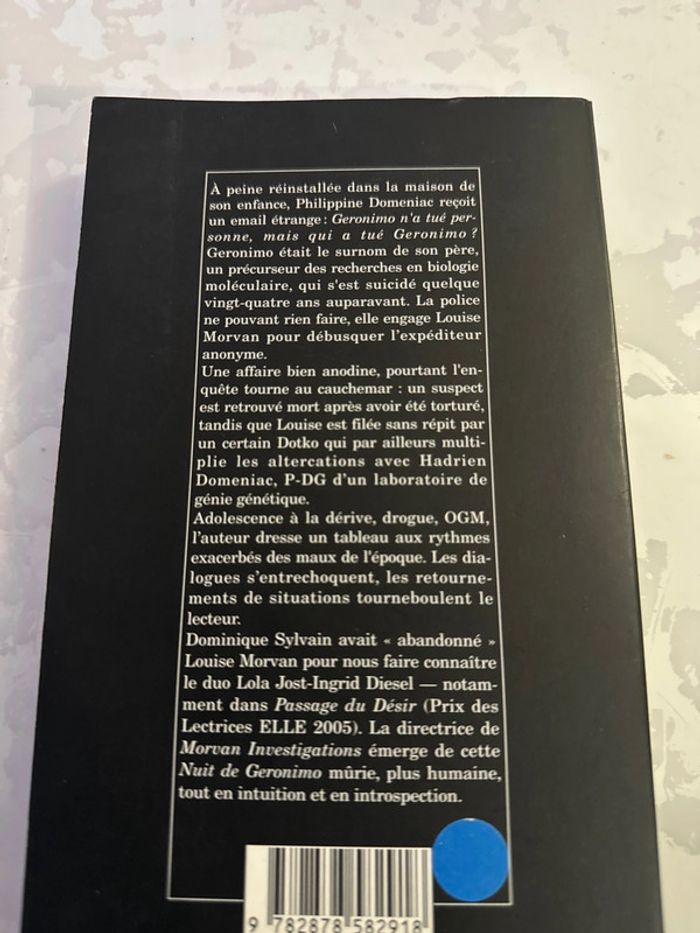 À peine réinstallée dans la maison de
son enfance, Philippine Domeniac reçoit
un email étrange : Geronimo n'a tué per-
sonne, mais qui a tué Geronimo ?
Geronimo était le surnom de son père,
un précurseur des recherches en biologie
moléculaire, qui s'est suicidé quelque
vingt-quatre ans auparavant. La police
ne pouvant rien faire, elle engage Louise
Morvan pour débusquer l'expéditeur
anonyme.
Une affaire bien anodine, pourtant l'en-
quête tourne au cauchemar : un suspect
est retrouvé mort après avoir été torturé,
tandis que Louise est filée sans répit par
un certain Dotko qui par ailleurs multi-
plie les altercations avec Hadrien
Domeniac, P-DG d'un laboratoire de
génie génétique.
Adolescence à la dérive, drogue, OGM,
l'auteur dresse un tableau aux rythmes
exacerbés des maux de l'époque. Les dia-
logues s'entrechoquent, les retourne-
ments de situations tourneboulent le
lecteur.
Dominique Sylvain avait « abandonné »
Louise Morvan pour nous faire connaître
le duo Lola Jost-Ingrid Diesel — notam-
ment dans Passage du Désir (Prix des
Lectrices ELLE 2005). La directrice de
Morvan Investigations émerge de cette
Nuit de Geronimo mûrie, plus humaine,
tout en intuition et en introspection.
9 782878 582918